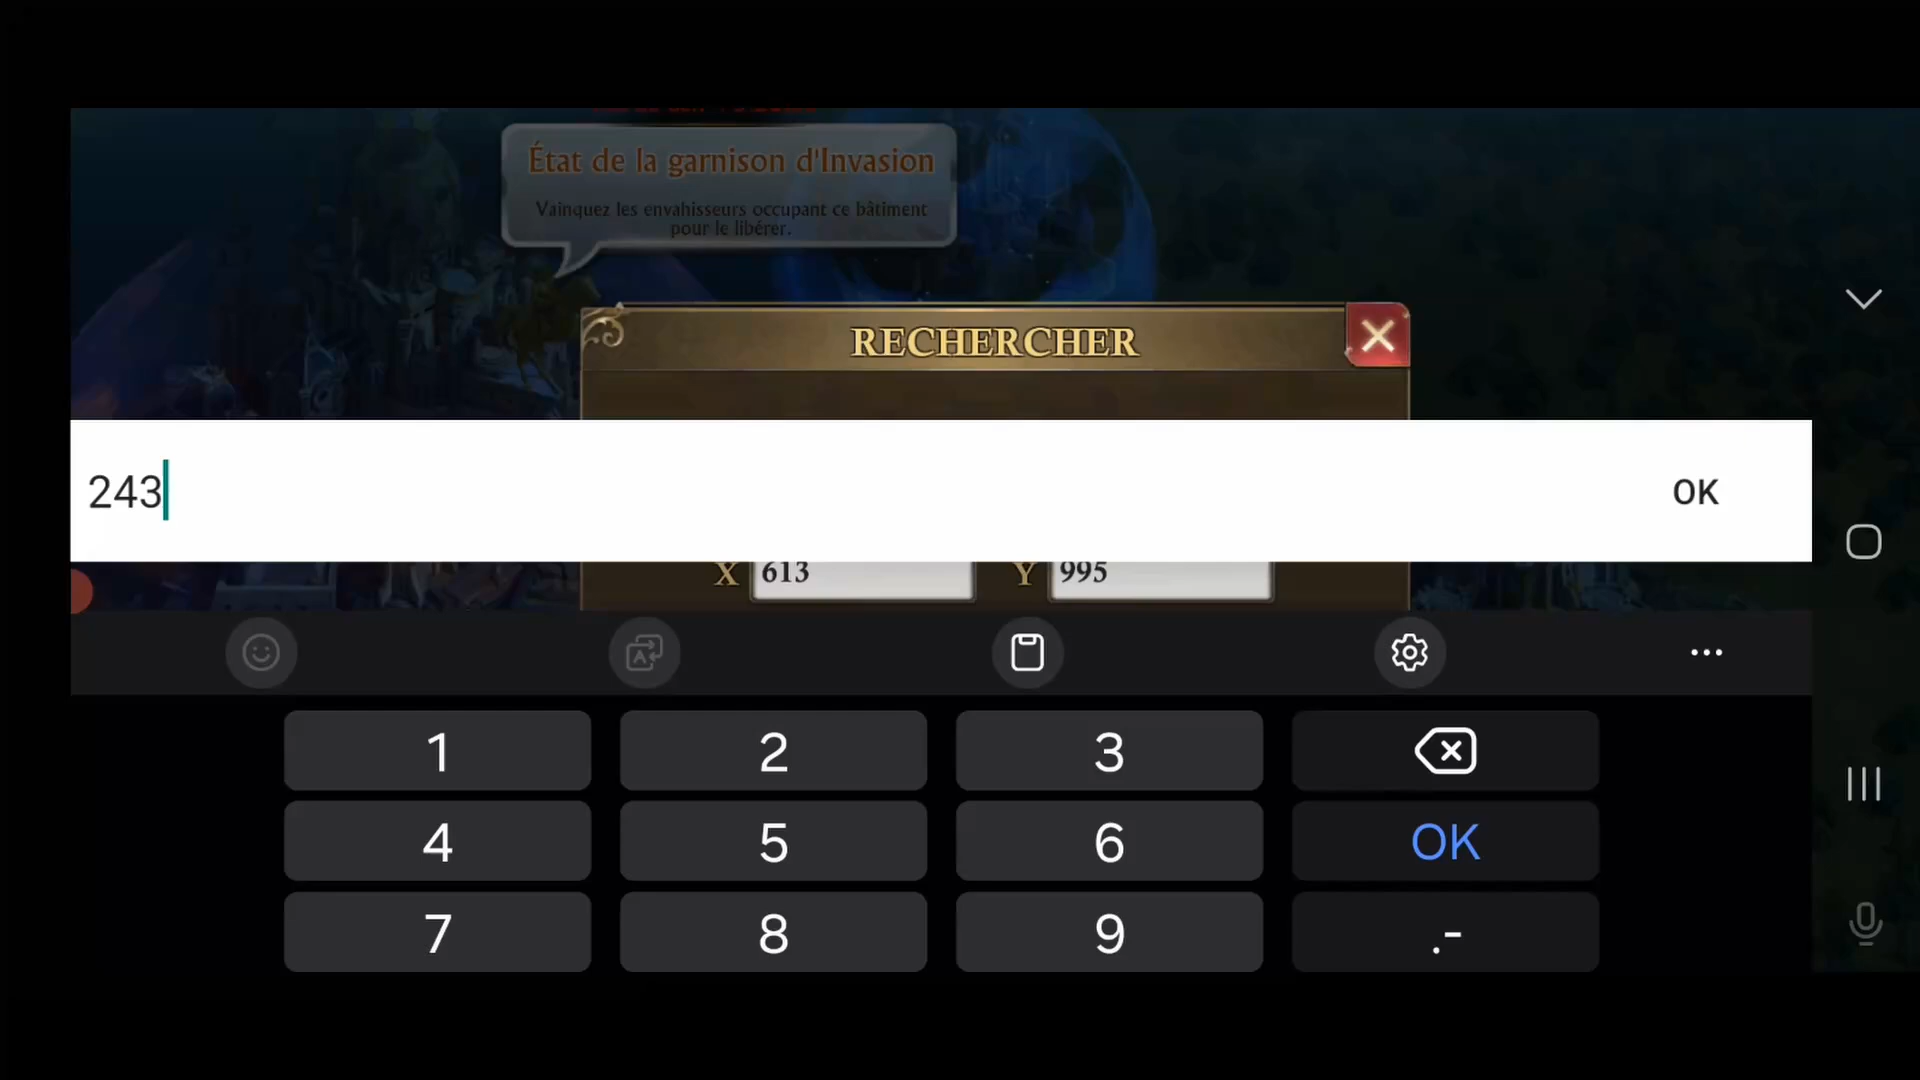 État de la garnison d'Invasion
Vainquez les envahisseurs occupant ce bâtiment
pour le libérer.
RECHERCHER
243
OK
X 613 Y 995
1 2 3
4 5 6 OK
7 8 9 .-